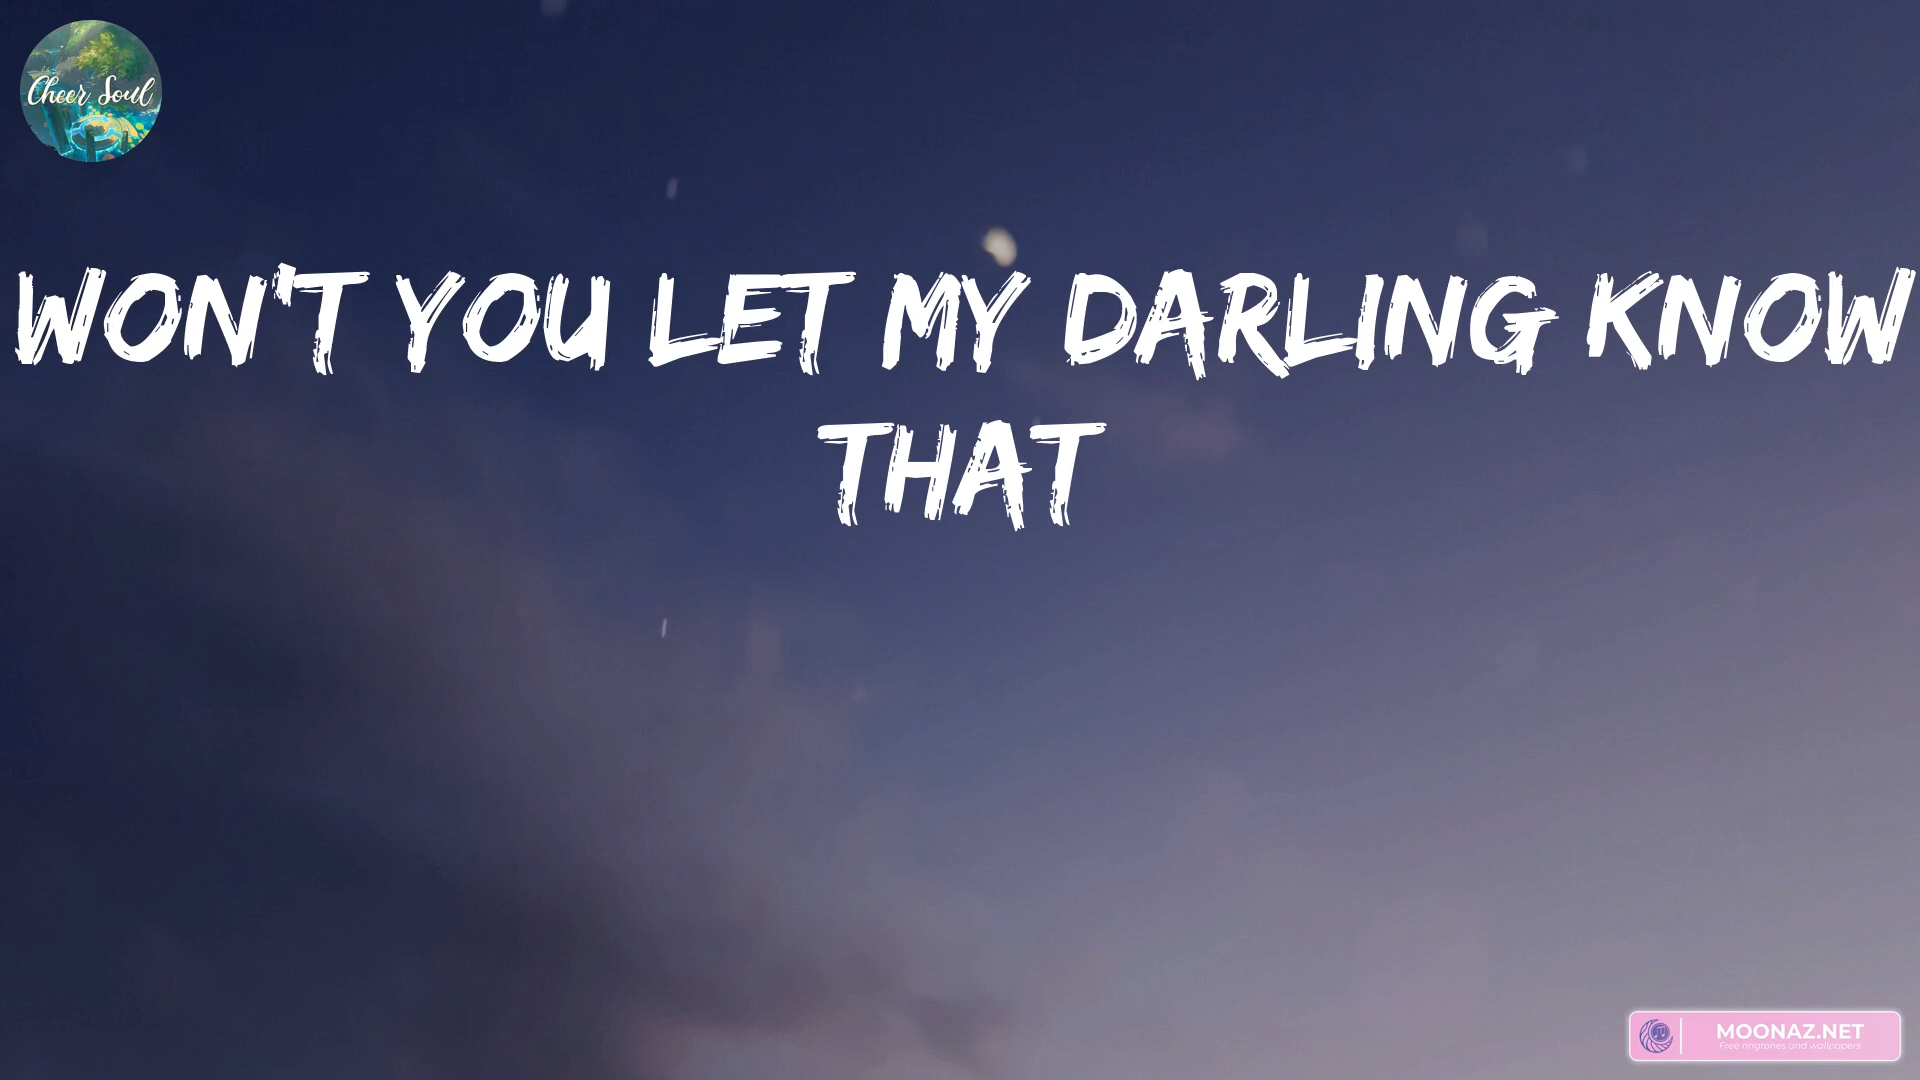 Cheer Soul
WON'T YOU LET MY DARLING KNOW
THAT
MOONAZ.NET
Free ringtones and wallpapers